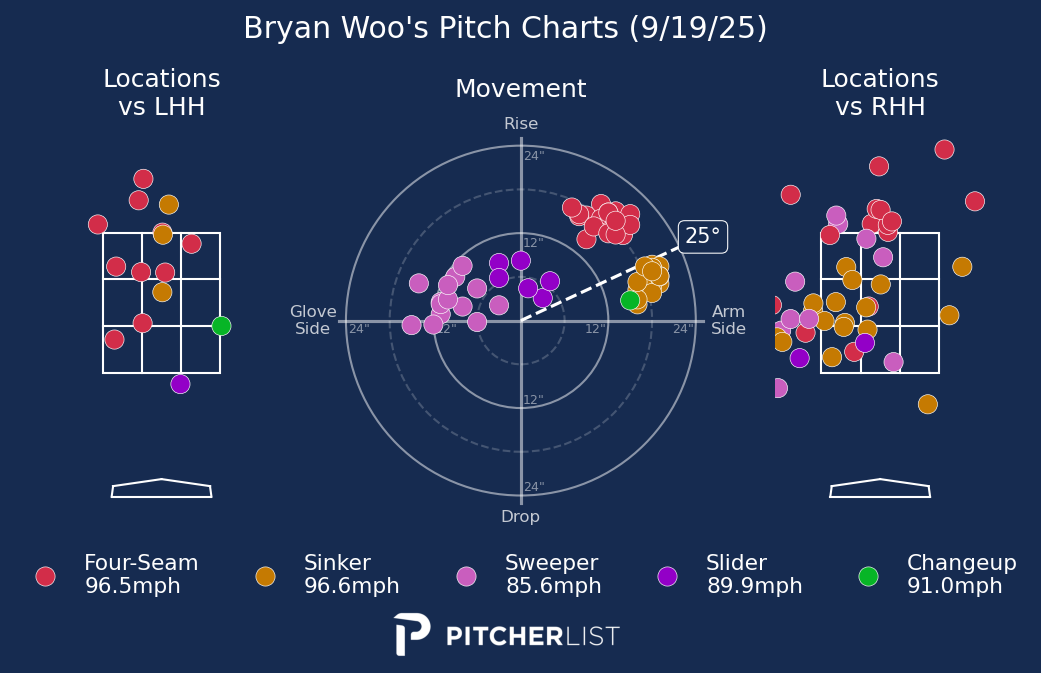 Bryan Woo's Pitch Charts (9/19/25)
Locations
vs LHH
Movement
Locations
vs RHH
Rise
24"
12"
25°
Glove
Side
24"
12"
12"
24"
Arm
Side
12"
24"
Drop
Four-Seam
96.5mph
Sinker
96.6mph
Sweeper
85.6mph
Slider
89.9mph
Changeup
91.0mph
PITCHERLIST